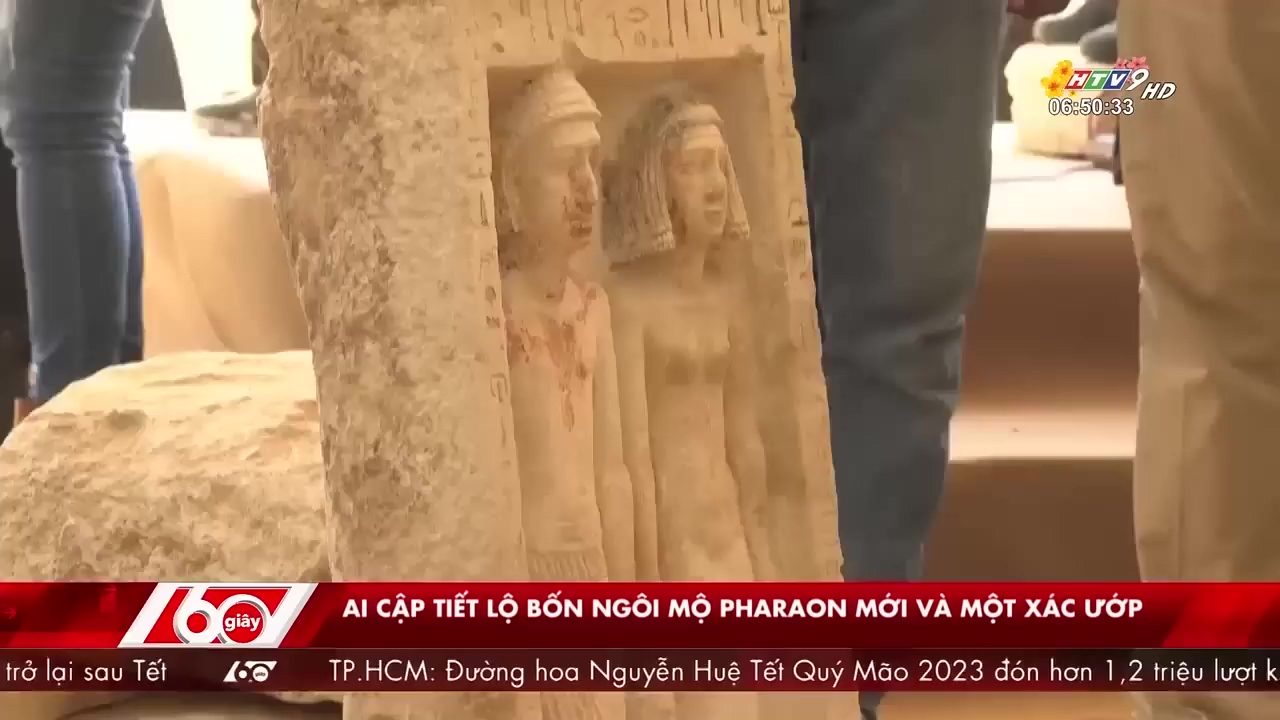 HTV9 HD
06:50:33
60 giây
AI CẬP TIẾT LỘ BỐN NGÔI MỘ PHARAON MỚI VÀ MỘT XÁC ƯỚP
trở lại sau Tết 60 giây TP.HCM: Đường hoa Nguyễn Huệ Tết Quý Mão 2023 đón hơn 1,2 triệu lượt k